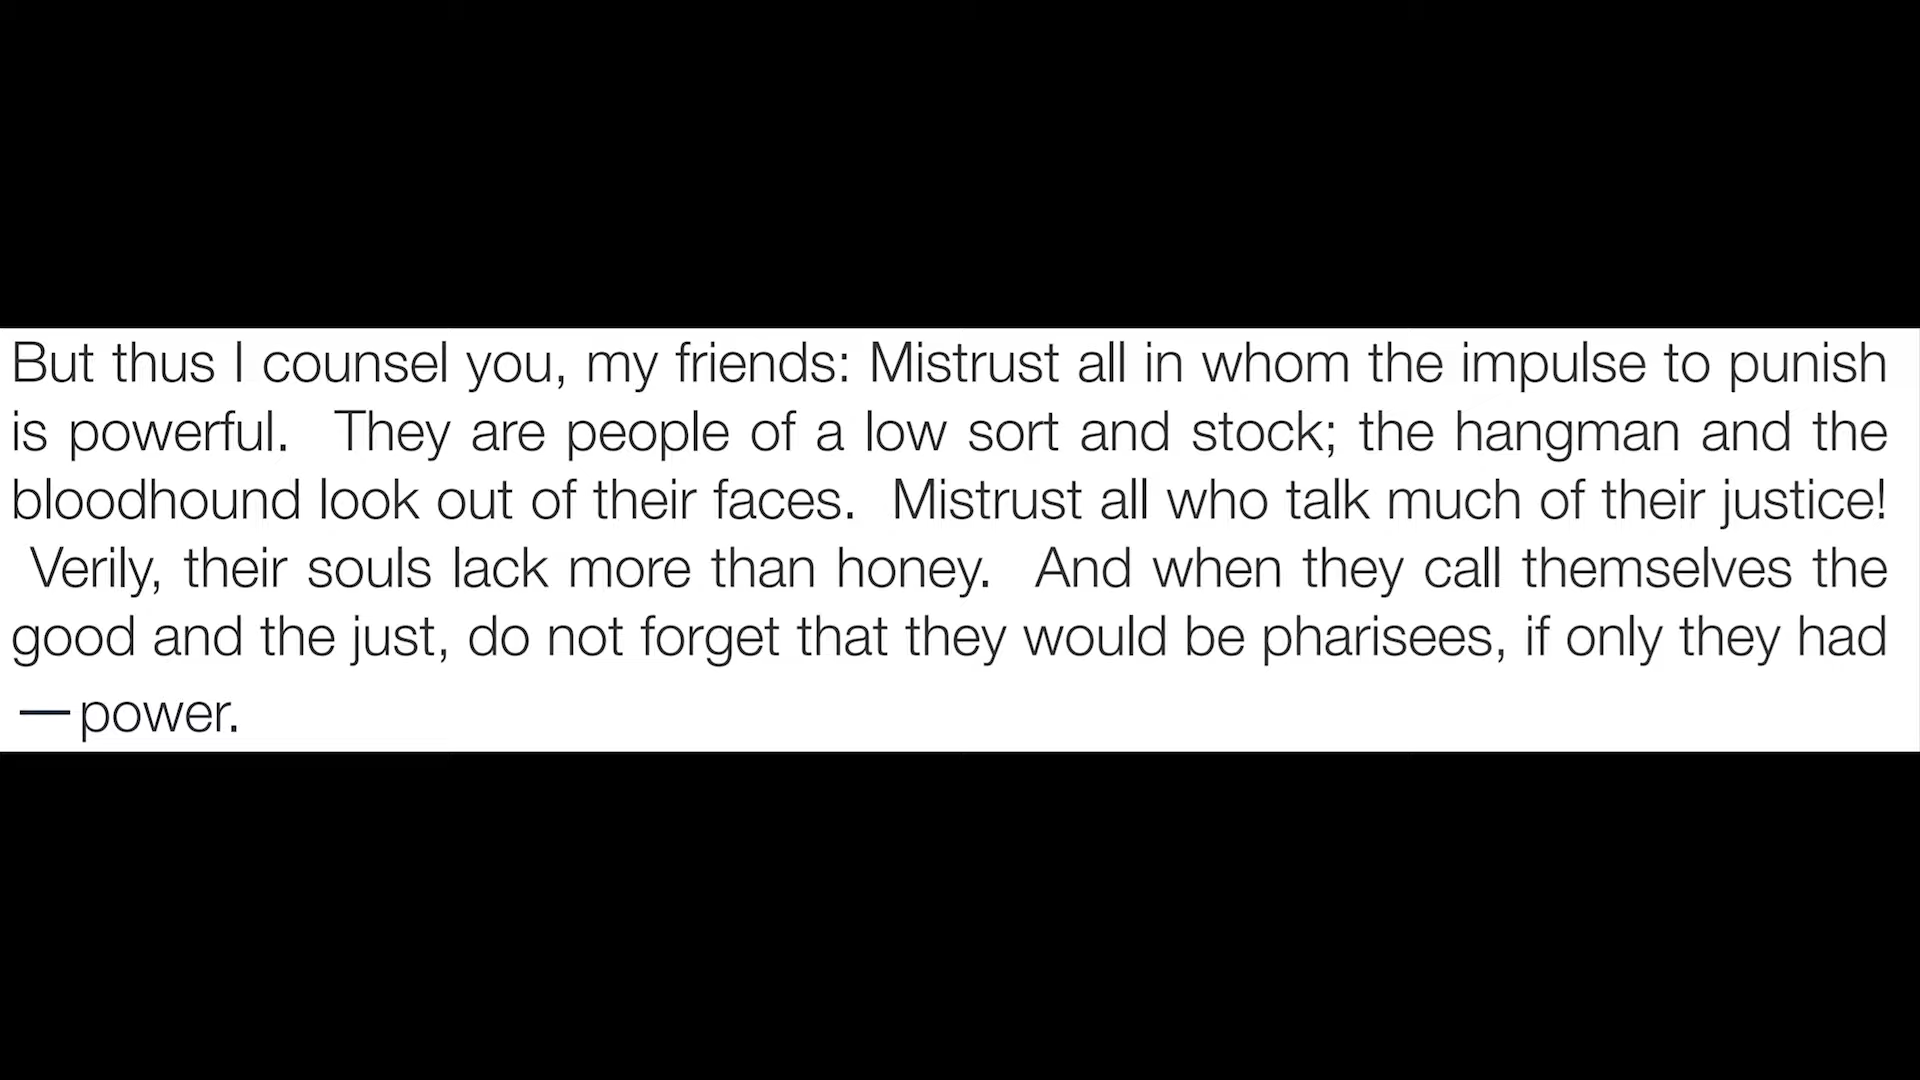 But thus I counsel you, my friends: Mistrust all in whom the impulse to punish
is powerful. They are people of a low sort and stock; the hangman and the
bloodhound look out of their faces. Mistrust all who talk much of their justice!
Verily, their souls lack more than honey. And when they call themselves the
good and the just, do not forget that they would be pharisees, if only they had
—power.